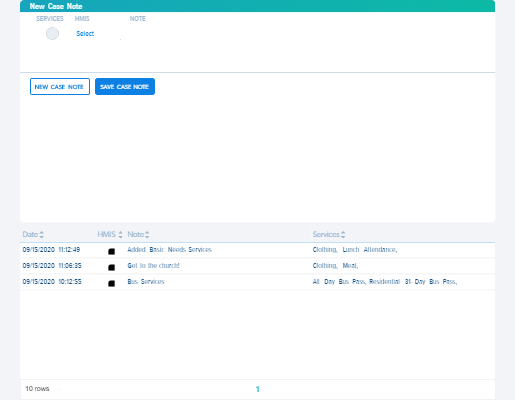 New Case Note
SERVICES HMIS NOTE
Select
NEW CASE NOTE SAVE CASE NOTE
Date HMIS Note Services
09/15/2020 11:12:49 Added Basic Needs Services Clothing, Lunch Attendance,
09/15/2020 11:06:35 Get to the church! Clothing, Meal,
09/15/2020 10:12:55 Bus Services All Day Bus Pass, Residential 31 Day Bus Pass,
10 rows 1